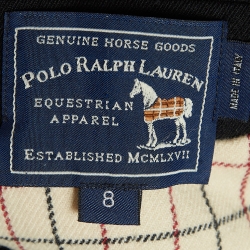 GENUINE HORSE GOODS
POLO RALPH LAUREN
EQUESTRIAN
APPAREL
ESTABLISHED MCMLXVII
8
MADE IN ITALY